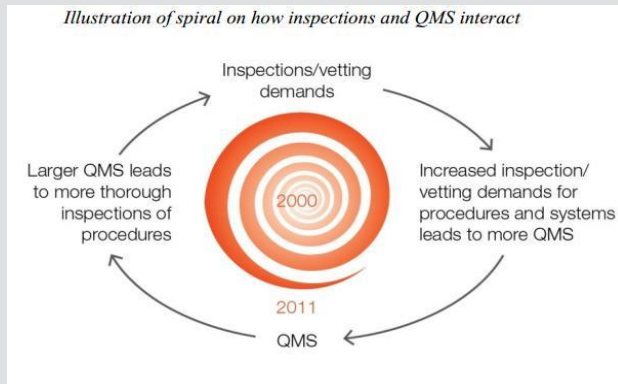 Illustration of spiral on how inspections and QMS interact
Inspections/vetting
demands
Larger QMS leads
to more thorough
inspections of
procedures
2000
Increased inspection/
vetting demands for
procedures and systems
leads to more QMS
2011
QMS